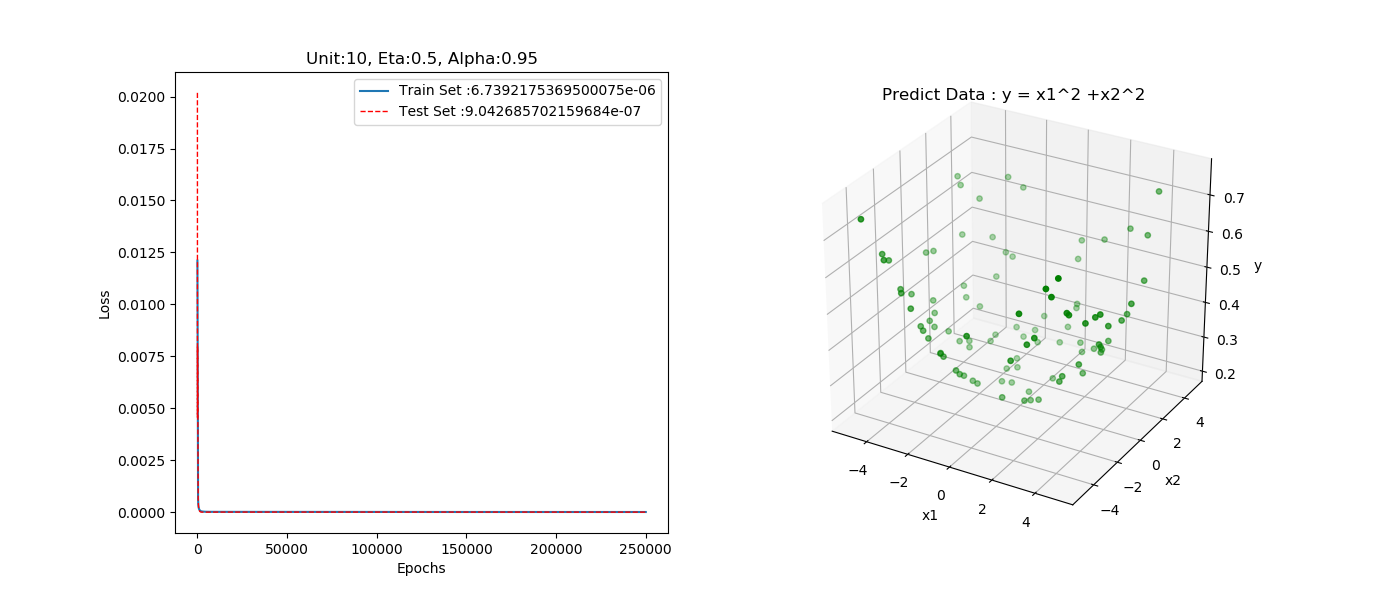 Unit:10, Eta:0.5, Alpha:0.95
Train Set :6.7392175369500075e-06
Test Set :9.042685702159684e-07
0.0200
0.0175
0.0150
0.0125
0.0100
0.0075
0.0050
0.0025
0.0000
Loss
0 50000 100000 150000 200000 250000
Epochs
Predict Data : y = x1^2 +x2^2
0.7
0.6
0.5
0.4
0.3
0.2
y
−4 −2 0 2 4
x1
−4 −2 0 2 4
x2